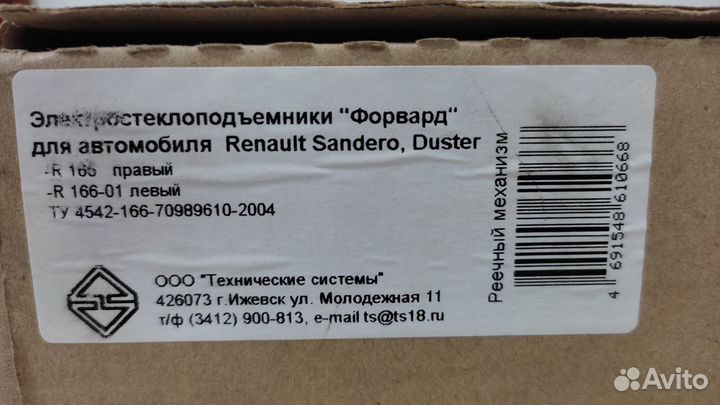 Электростеклоподъемники "Форвард"
для автомобиля Renault Sandero, Duster
-R 166 правый
-R 166-01 левый
ТУ 4542-166-70989610-2004
ООО "Технические системы"
426073 г.Ижевск ул. Молодежная 11
т/ф (3412) 900-813, e-mail ts@ts18.ru
Реечный механизм
4 691548 610668
Avito